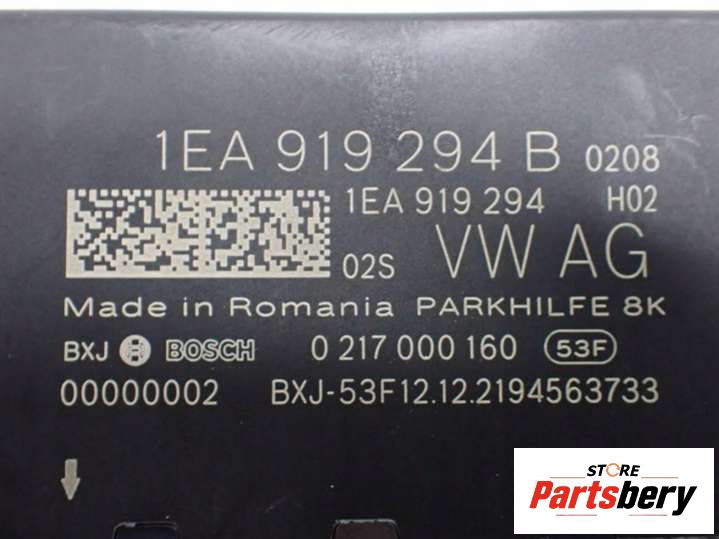 1EA 919 294 B 0208
1EA 919 294 H02
02S VW AG
Made in Romania PARKHILFE 8K
BXJ BOSCH 0 217 000 160 53F
00000002 BXJ-53F12.12.2194563733
STORE
Partsbery